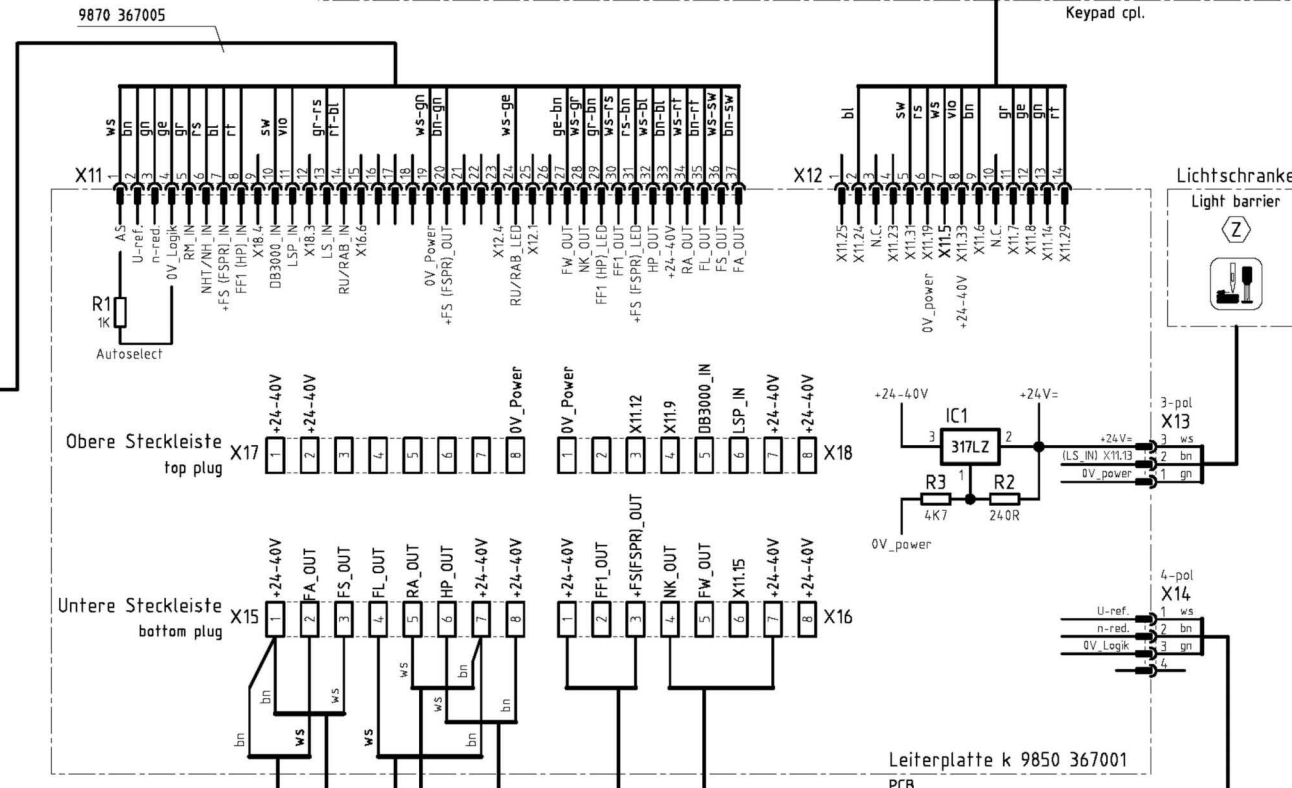 9870 367005
Keypad cpl.
ws
bn
gn
ge
gr
rs
bl
rt
sw
vio
gr-rs
rt-bl
ws-gn
bn-gn
ws-ge
ge-bn
ws-gr
gr-bn
ws-rs
rs-bn
ws-bl
bn-bl
ws-rt
bn-rt
ws-sw
bn-sw
bl
sw
rs
ws
vio
bn
gr
ge
gn
rt
X11
1 2 3 4 5 6 7 8 9 10 11 12 13 14 15 16 17 18 19 20 21 22 23 24 25 26 27 28 29 30 31 32 33 34 35 36 37
X12
1 2 3 4 5 6 7 8 9 10 11 12 13 14
AS
U-ref.
n-red.
0V_Logik
RM_IN
NHT/NH_IN
+FS (FSPR)_IN
FF1 (HP)_IN
X18.4
DB3000_IN
LSP_IN
X18.3
LS_IN
RU/RAB_IN
X16.6
0V_Power
+FS (FSPR)_OUT
X12.4
RU/RAB_LED
X12.1
FW_OUT
NK_OUT
FF1 (HP)_LED
FF1_OUT
+FS (FSPR)_LED
HP_OUT
+24-40V
RA_OUT
FL_OUT
FS_OUT
FA_OUT
X11.25
X11.24
N.C.
X11.23
X11.31
X11.19
0V_power
X11.5
X11.33
+24-40V
X11.6
N.C.
X11.7
X11.8
X11.14
X11.29
Lichtschranke
Light barrier
Z
R1
1K
Autoselect
Obere Steckleiste
top plug
X17
+24-40V
+24-40V
0V_Power
1 2 3 4 5 6 7 8
0V_Power
X11.12
X11.9
DB3000_IN
LSP_IN
+24-40V
+24-40V
1 2 3 4 5 6 7 8
X18
+24-40V
+24V=
IC1
3 317LZ 2
1
R3
4K7
R2
240R
0V_power
3-pol
X13
+24V= 3 ws
(LS_IN) X11.13 2 bn
0V_power 1 gn
Untere Steckleiste
bottom plug
X15
+24-40V
FA_OUT
FS_OUT
FL_OUT
RA_OUT
HP_OUT
+24-40V
+24-40V
1 2 3 4 5 6 7 8
+24-40V
FF1_OUT
+FS(FSPR)_OUT
NK_OUT
FW_OUT
X11.15
+24-40V
+24-40V
1 2 3 4 5 6 7 8
X16
4-pol
X14
U-ref. 1 ws
n-red. 2 bn
0V_Logik 3 gn
4
bn
bn
ws
ws
ws
ws
ws
bn
bn
bn
Leiterplatte k 9850 367001
PCB